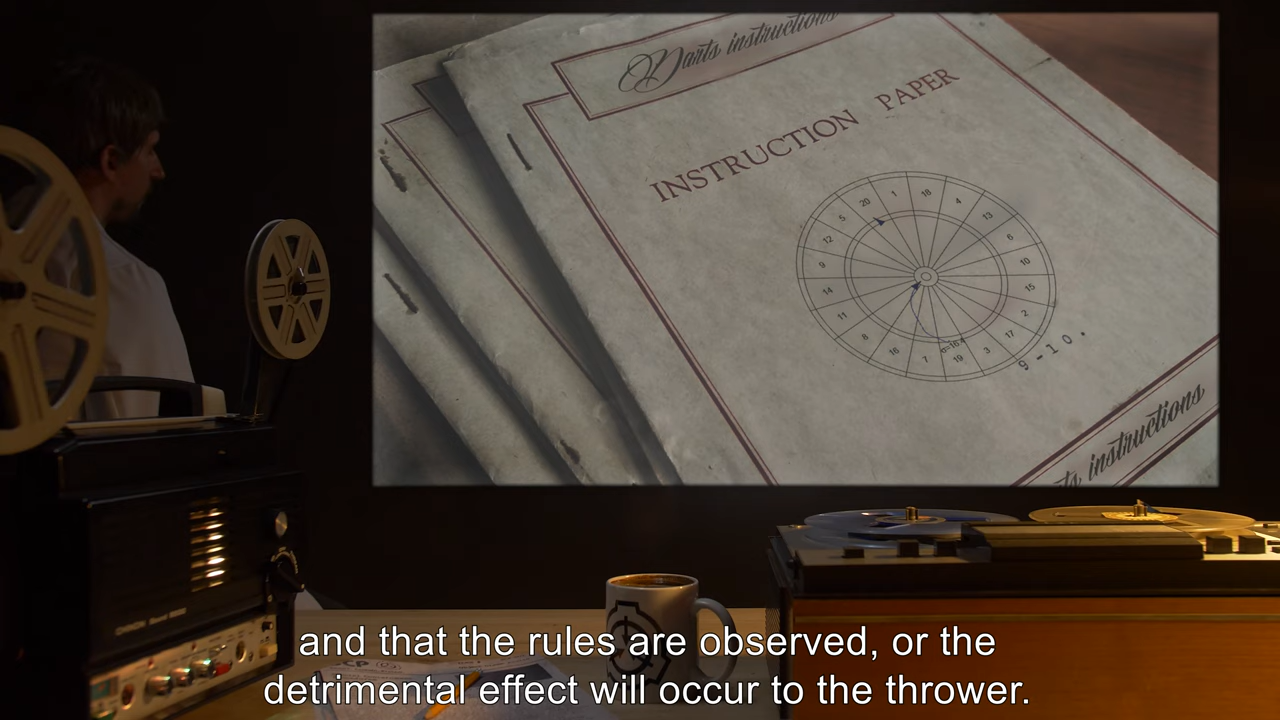 Darts instructions
INSTRUCTION PAPER
20 1 18 4 13 6 10 15 2 17 3 19 7 16 8 11 14 9 12 5
9-10.
instructions
and that the rules are observed, or the
detrimental effect will occur to the thrower.